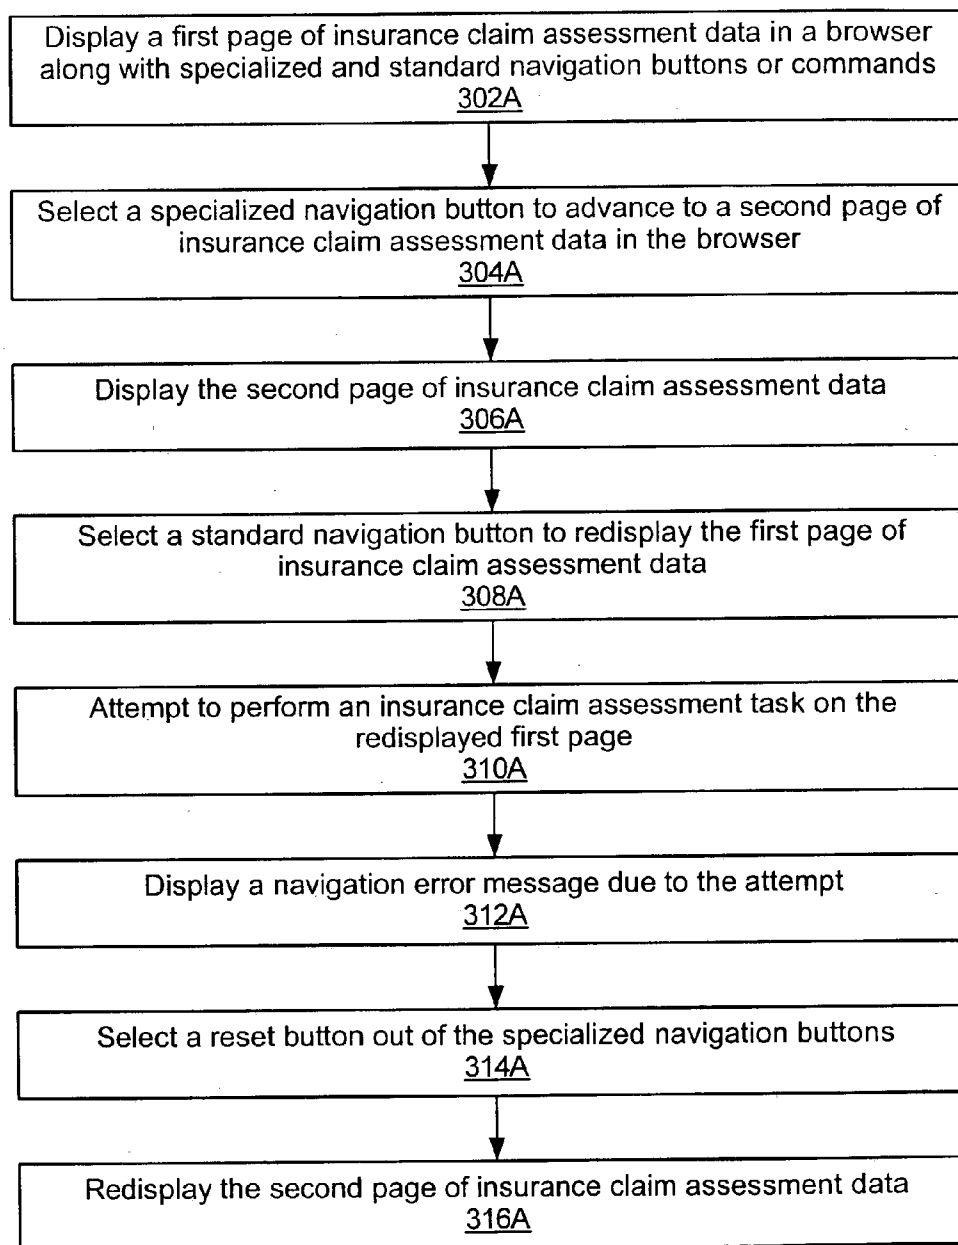 Display a first page of insurance claim assessment data in a browser
along with specialized and standard navigation buttons or commands
302A
Select a specialized navigation button to advance to a second page of
insurance claim assessment data in the browser
304A
Display the second page of insurance claim assessment data
306A
Select a standard navigation button to redisplay the first page of
insurance claim assessment data
308A
Attempt to perform an insurance claim assessment task on the
redisplayed first page
310A
Display a navigation error message due to the attempt
312A
Select a reset button out of the specialized navigation buttons
314A
Redisplay the second page of insurance claim assessment data
316A